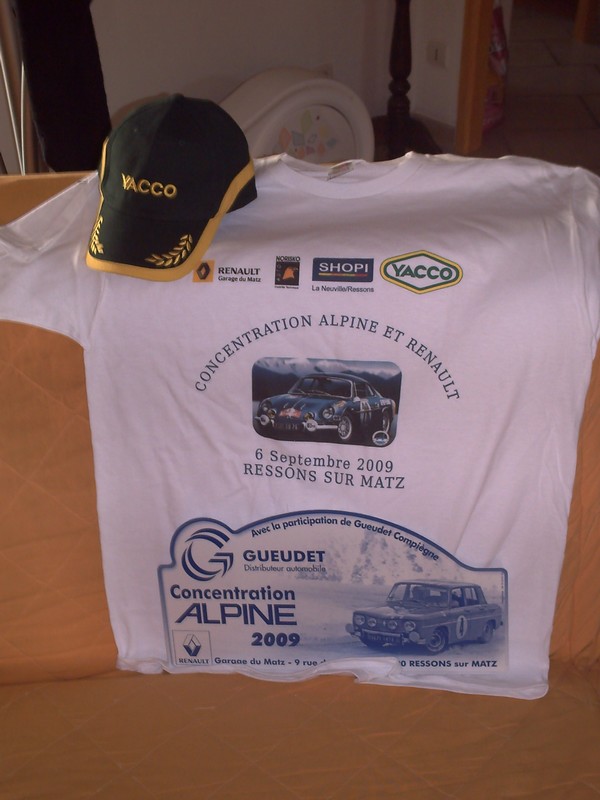 YACCO
RENAULT
Garage du Matz
NORIKO
SHOPI
La Neuville/Ressons
YACCO
CONCENTRATION ALPINE ET RENAULT
6 Septembre 2009
RESSONS SUR MATZ
Avec la participation de Gueudet Compiègne
GUEUDET
Distributeur automobile
Concentration
ALPINE
2009
RENAULT
Garage du Matz - 9 rue d 0 RESSONS sur MATZ